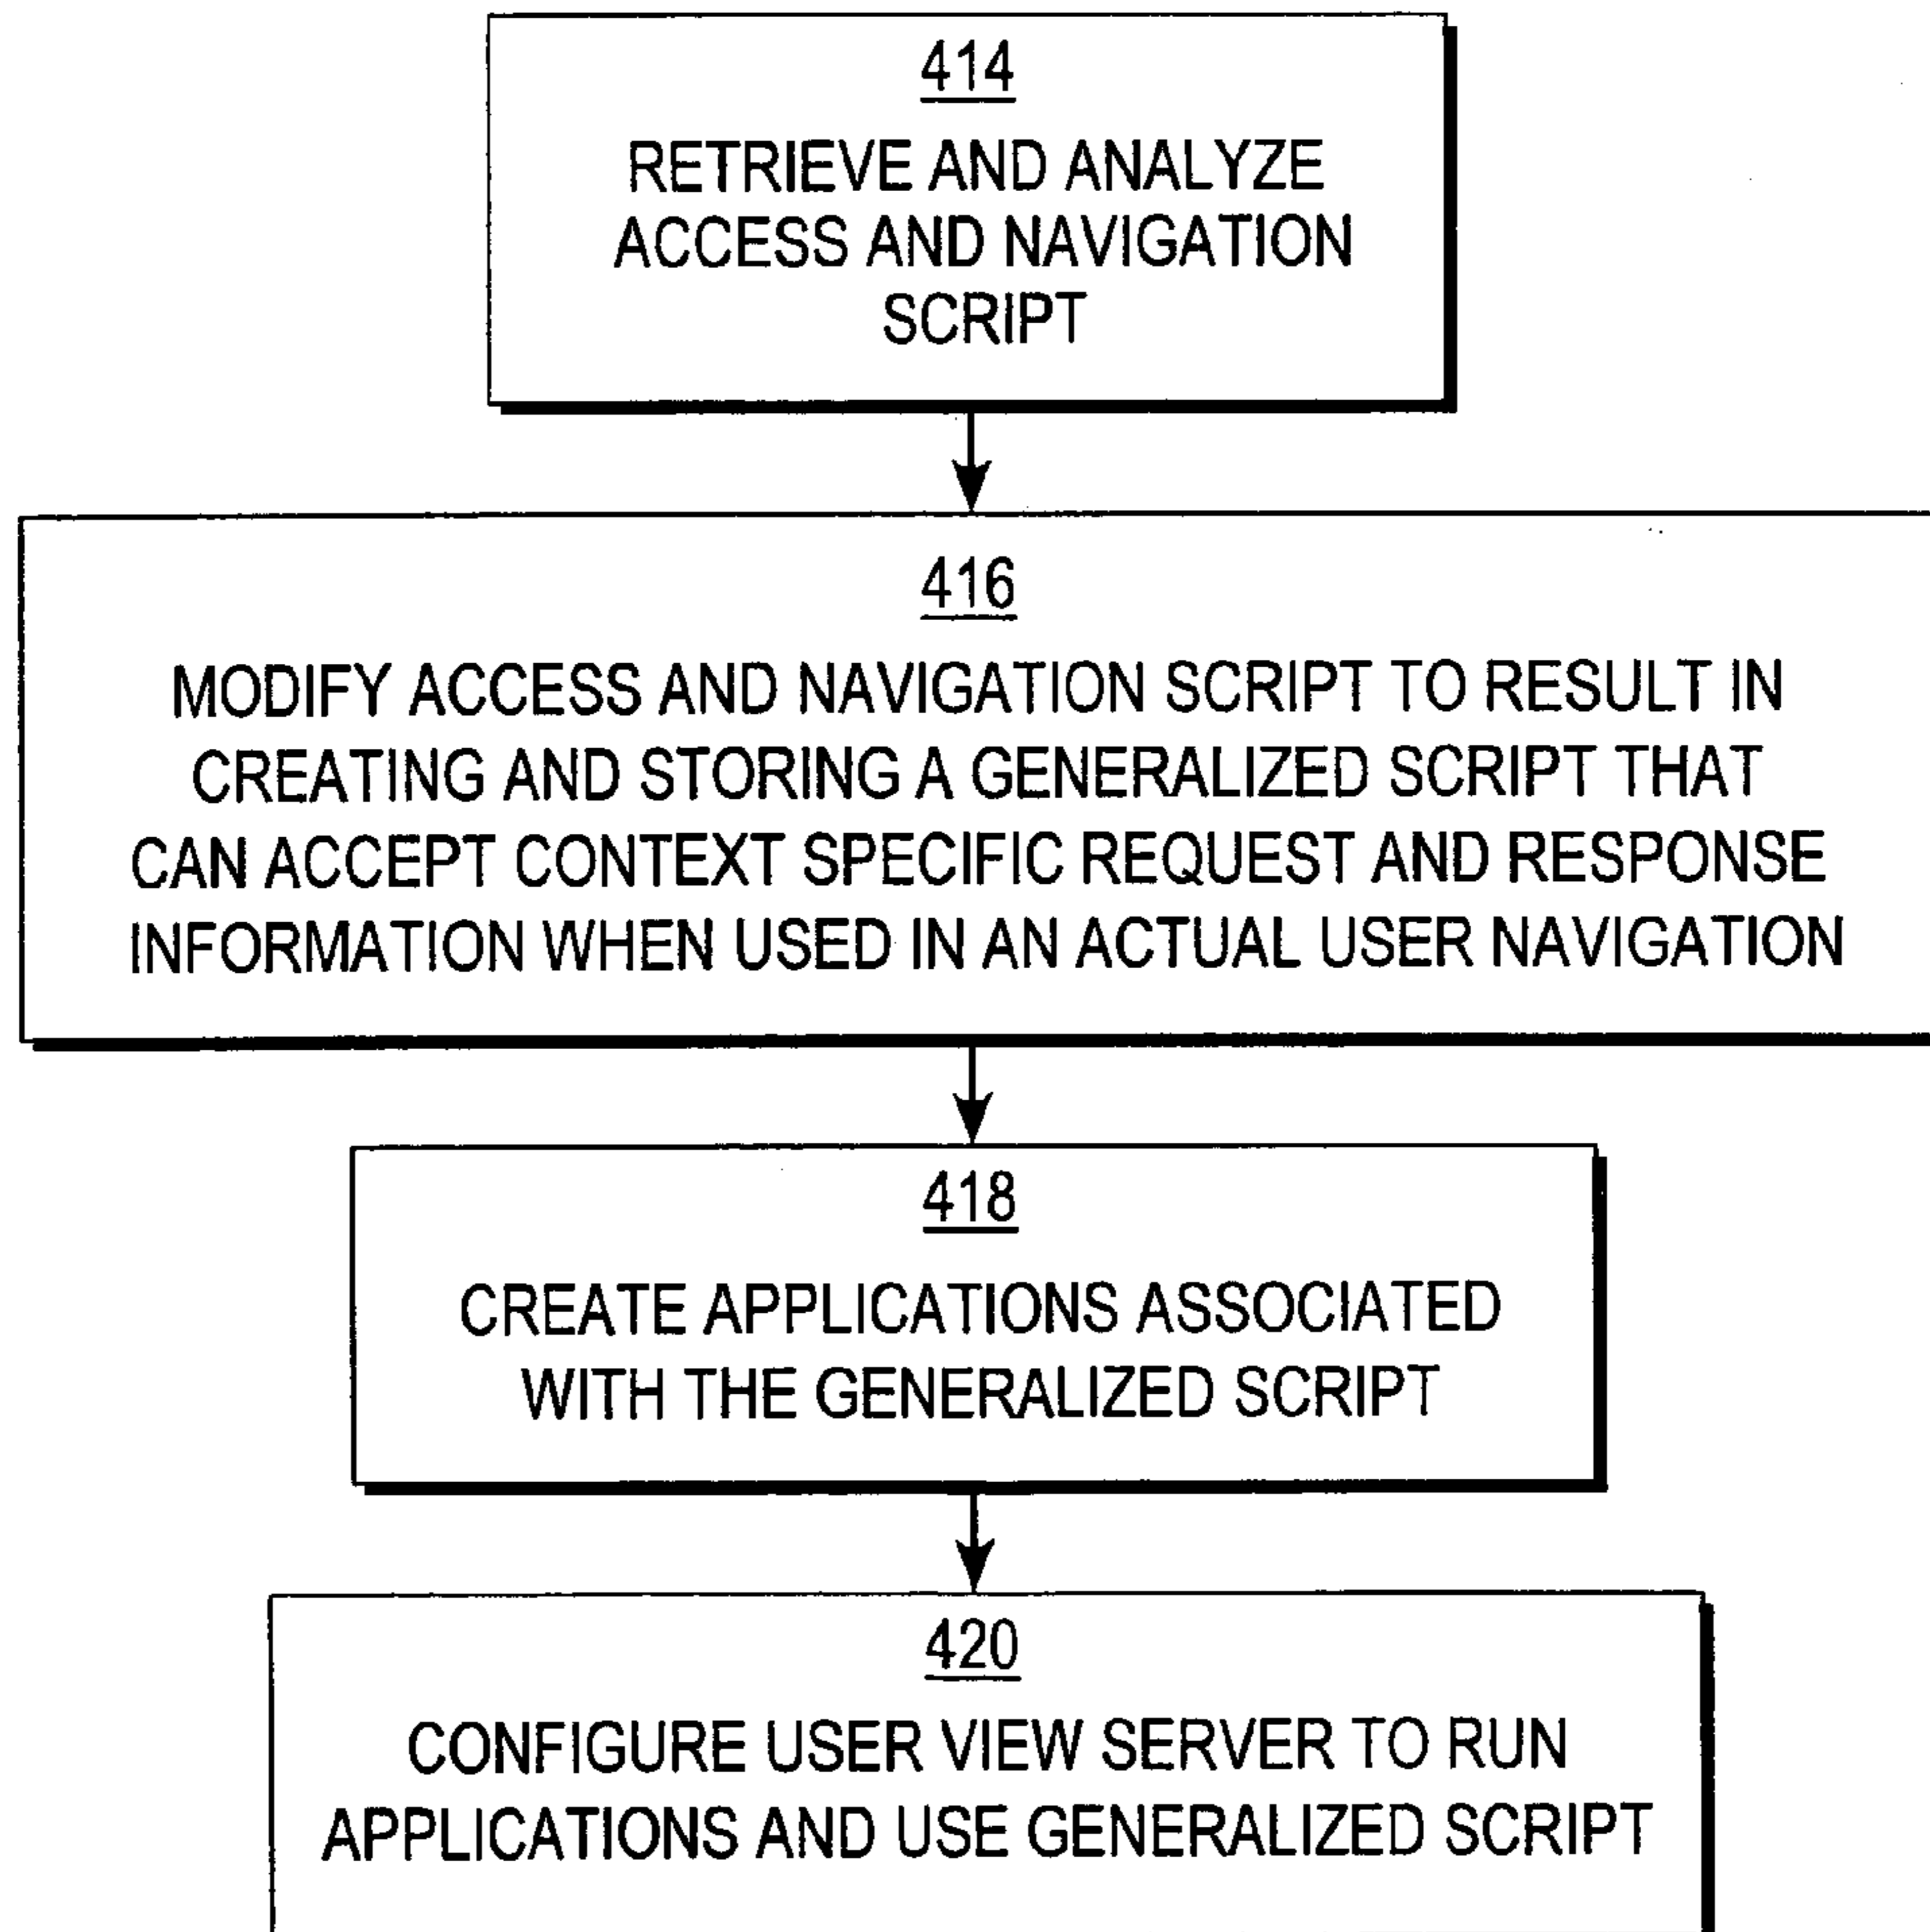 414
RETRIEVE AND ANALYZE
ACCESS AND NAVIGATION
SCRIPT
416
MODIFY ACCESS AND NAVIGATION SCRIPT TO RESULT IN
CREATING AND STORING A GENERALIZED SCRIPT THAT
CAN ACCEPT CONTEXT SPECIFIC REQUEST AND RESPONSE
INFORMATION WHEN USED IN AN ACTUAL USER NAVIGATION
418
CREATE APPLICATIONS ASSOCIATED
WITH THE GENERALIZED SCRIPT
420
CONFIGURE USER VIEW SERVER TO RUN
APPLICATIONS AND USE GENERALIZED SCRIPT